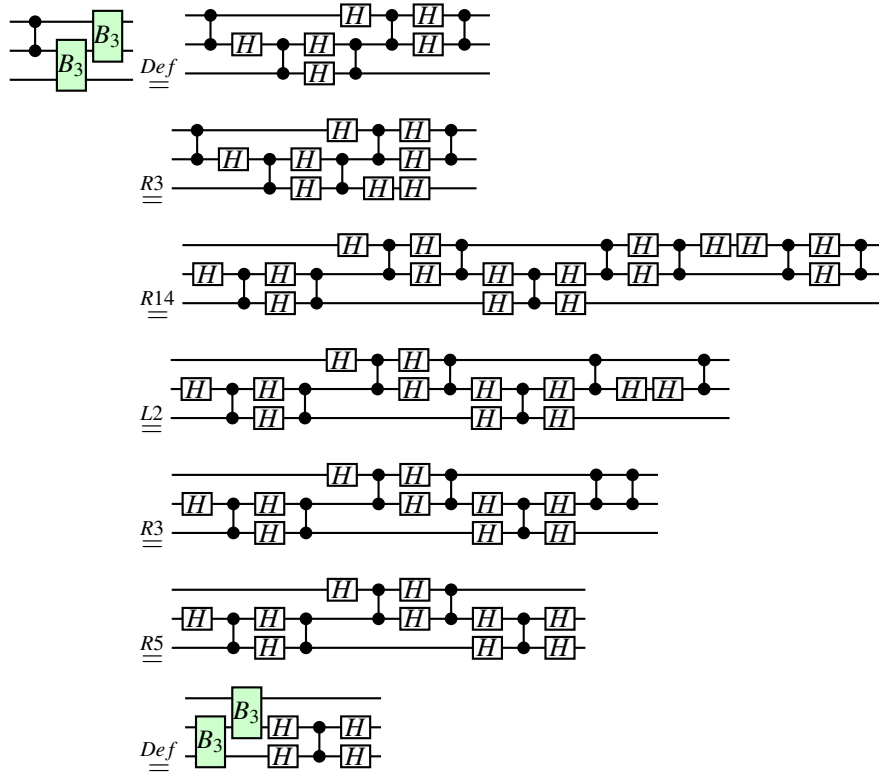 H H
B₃ H H H
B₃ Def = H
H H
H H H
R3 = H H H
H H H H H H
H H H H H H H
R14 = H H H
H H
H H H H H H H
L2 = H H H
H H
H H H H H
R3 = H H H
H H
H H H H H
R5 = H H H
B₃ H H
B₃
Def = H H